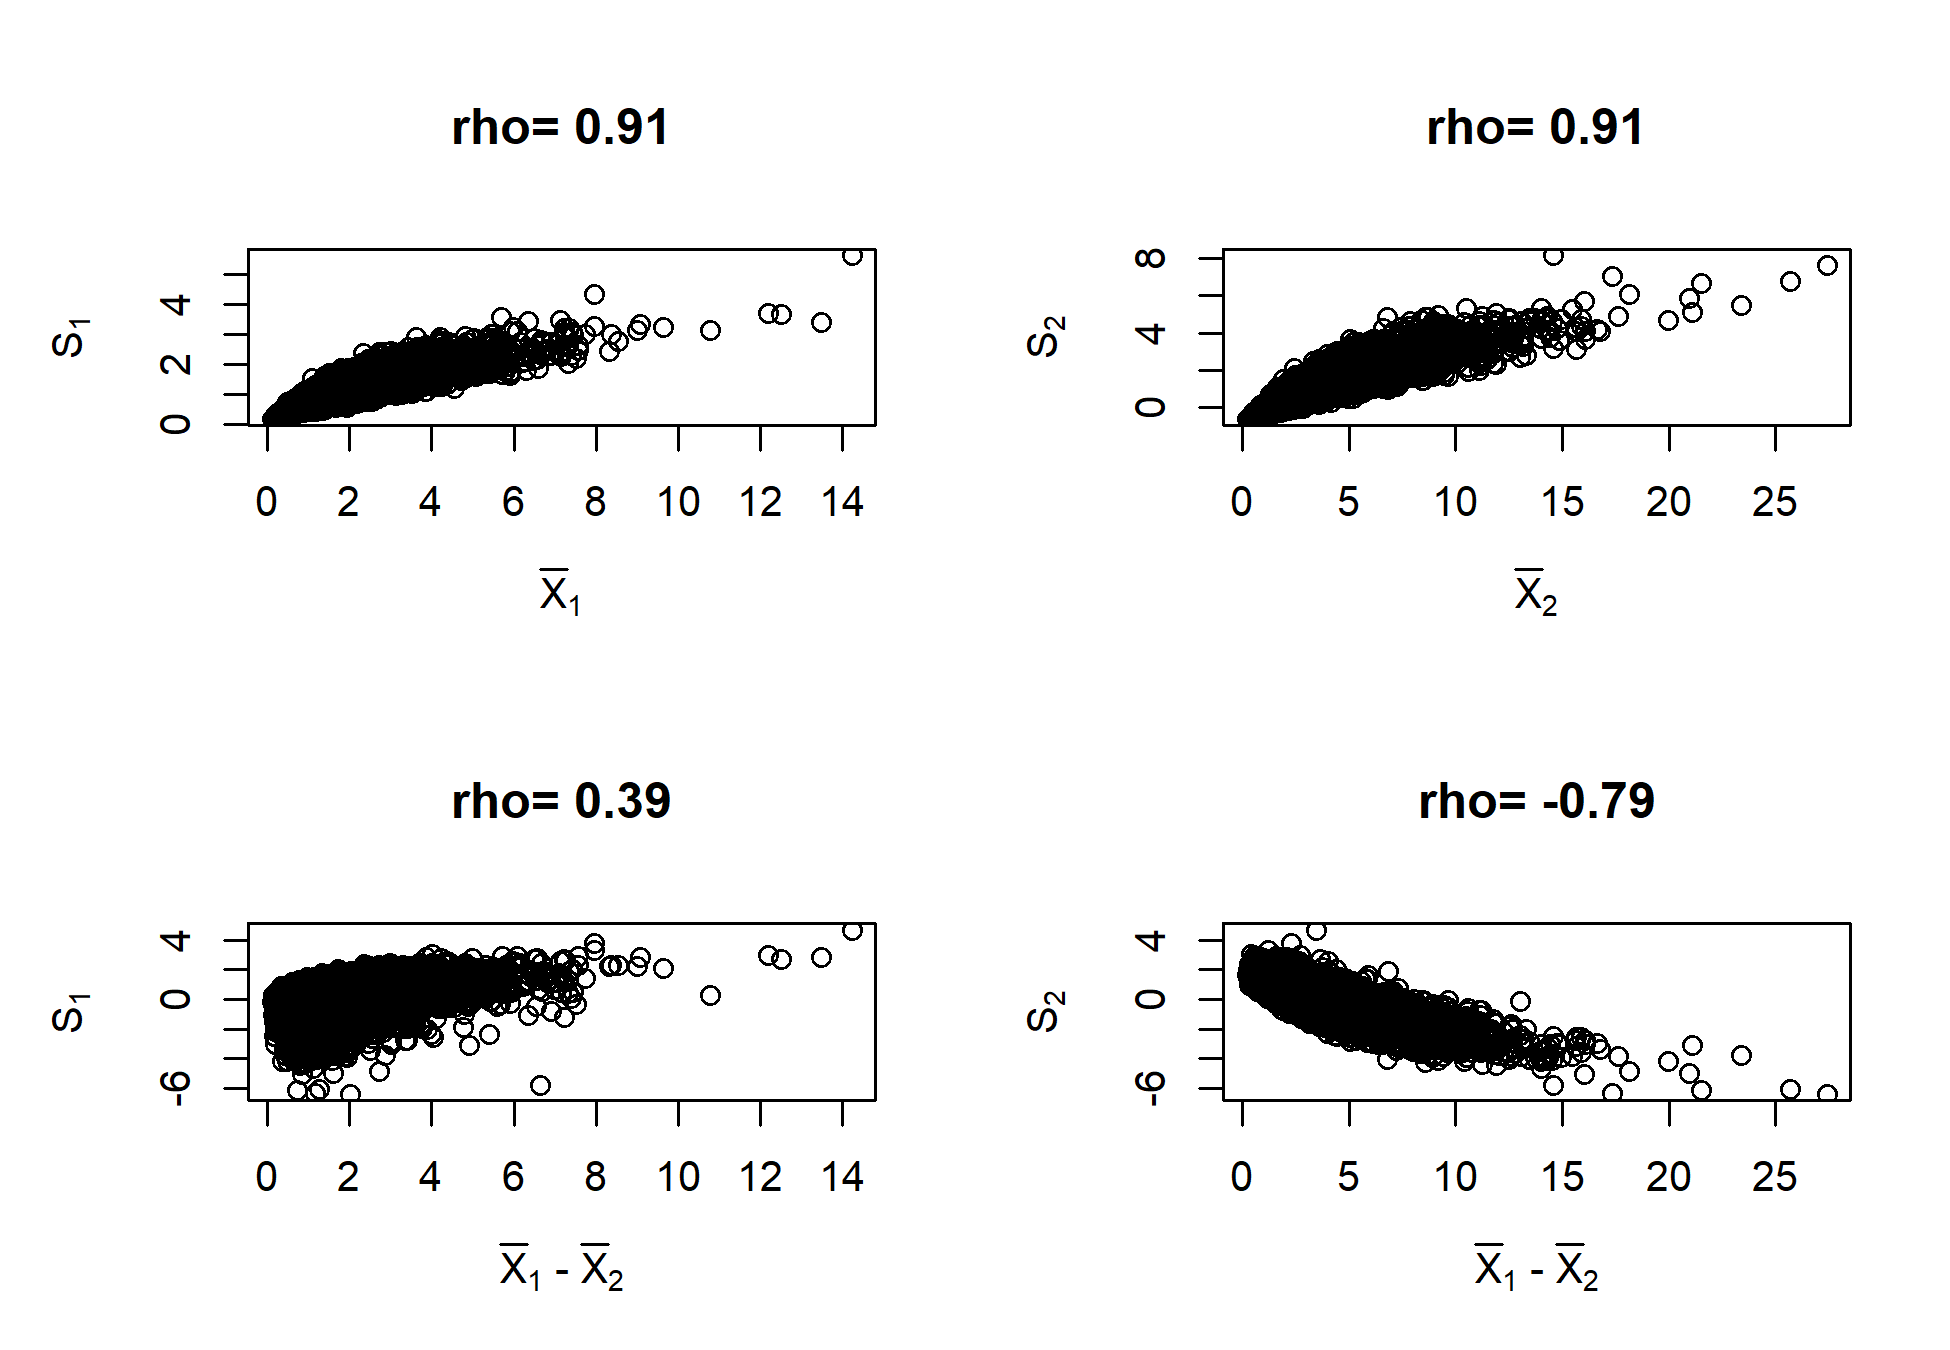 rho= 0.91
S₁
0 2 4
0 2 4 6 8 10 12 14
X̅₁
rho= 0.91
S₂
0 4 8
0 5 10 15 20 25
X̅₂
rho= 0.39
S₁
-6 0 4
0 2 4 6 8 10 12 14
X̅₁ - X̅₂
rho= -0.79
S₂
-6 0 4
0 5 10 15 20 25
X̅₁ - X̅₂